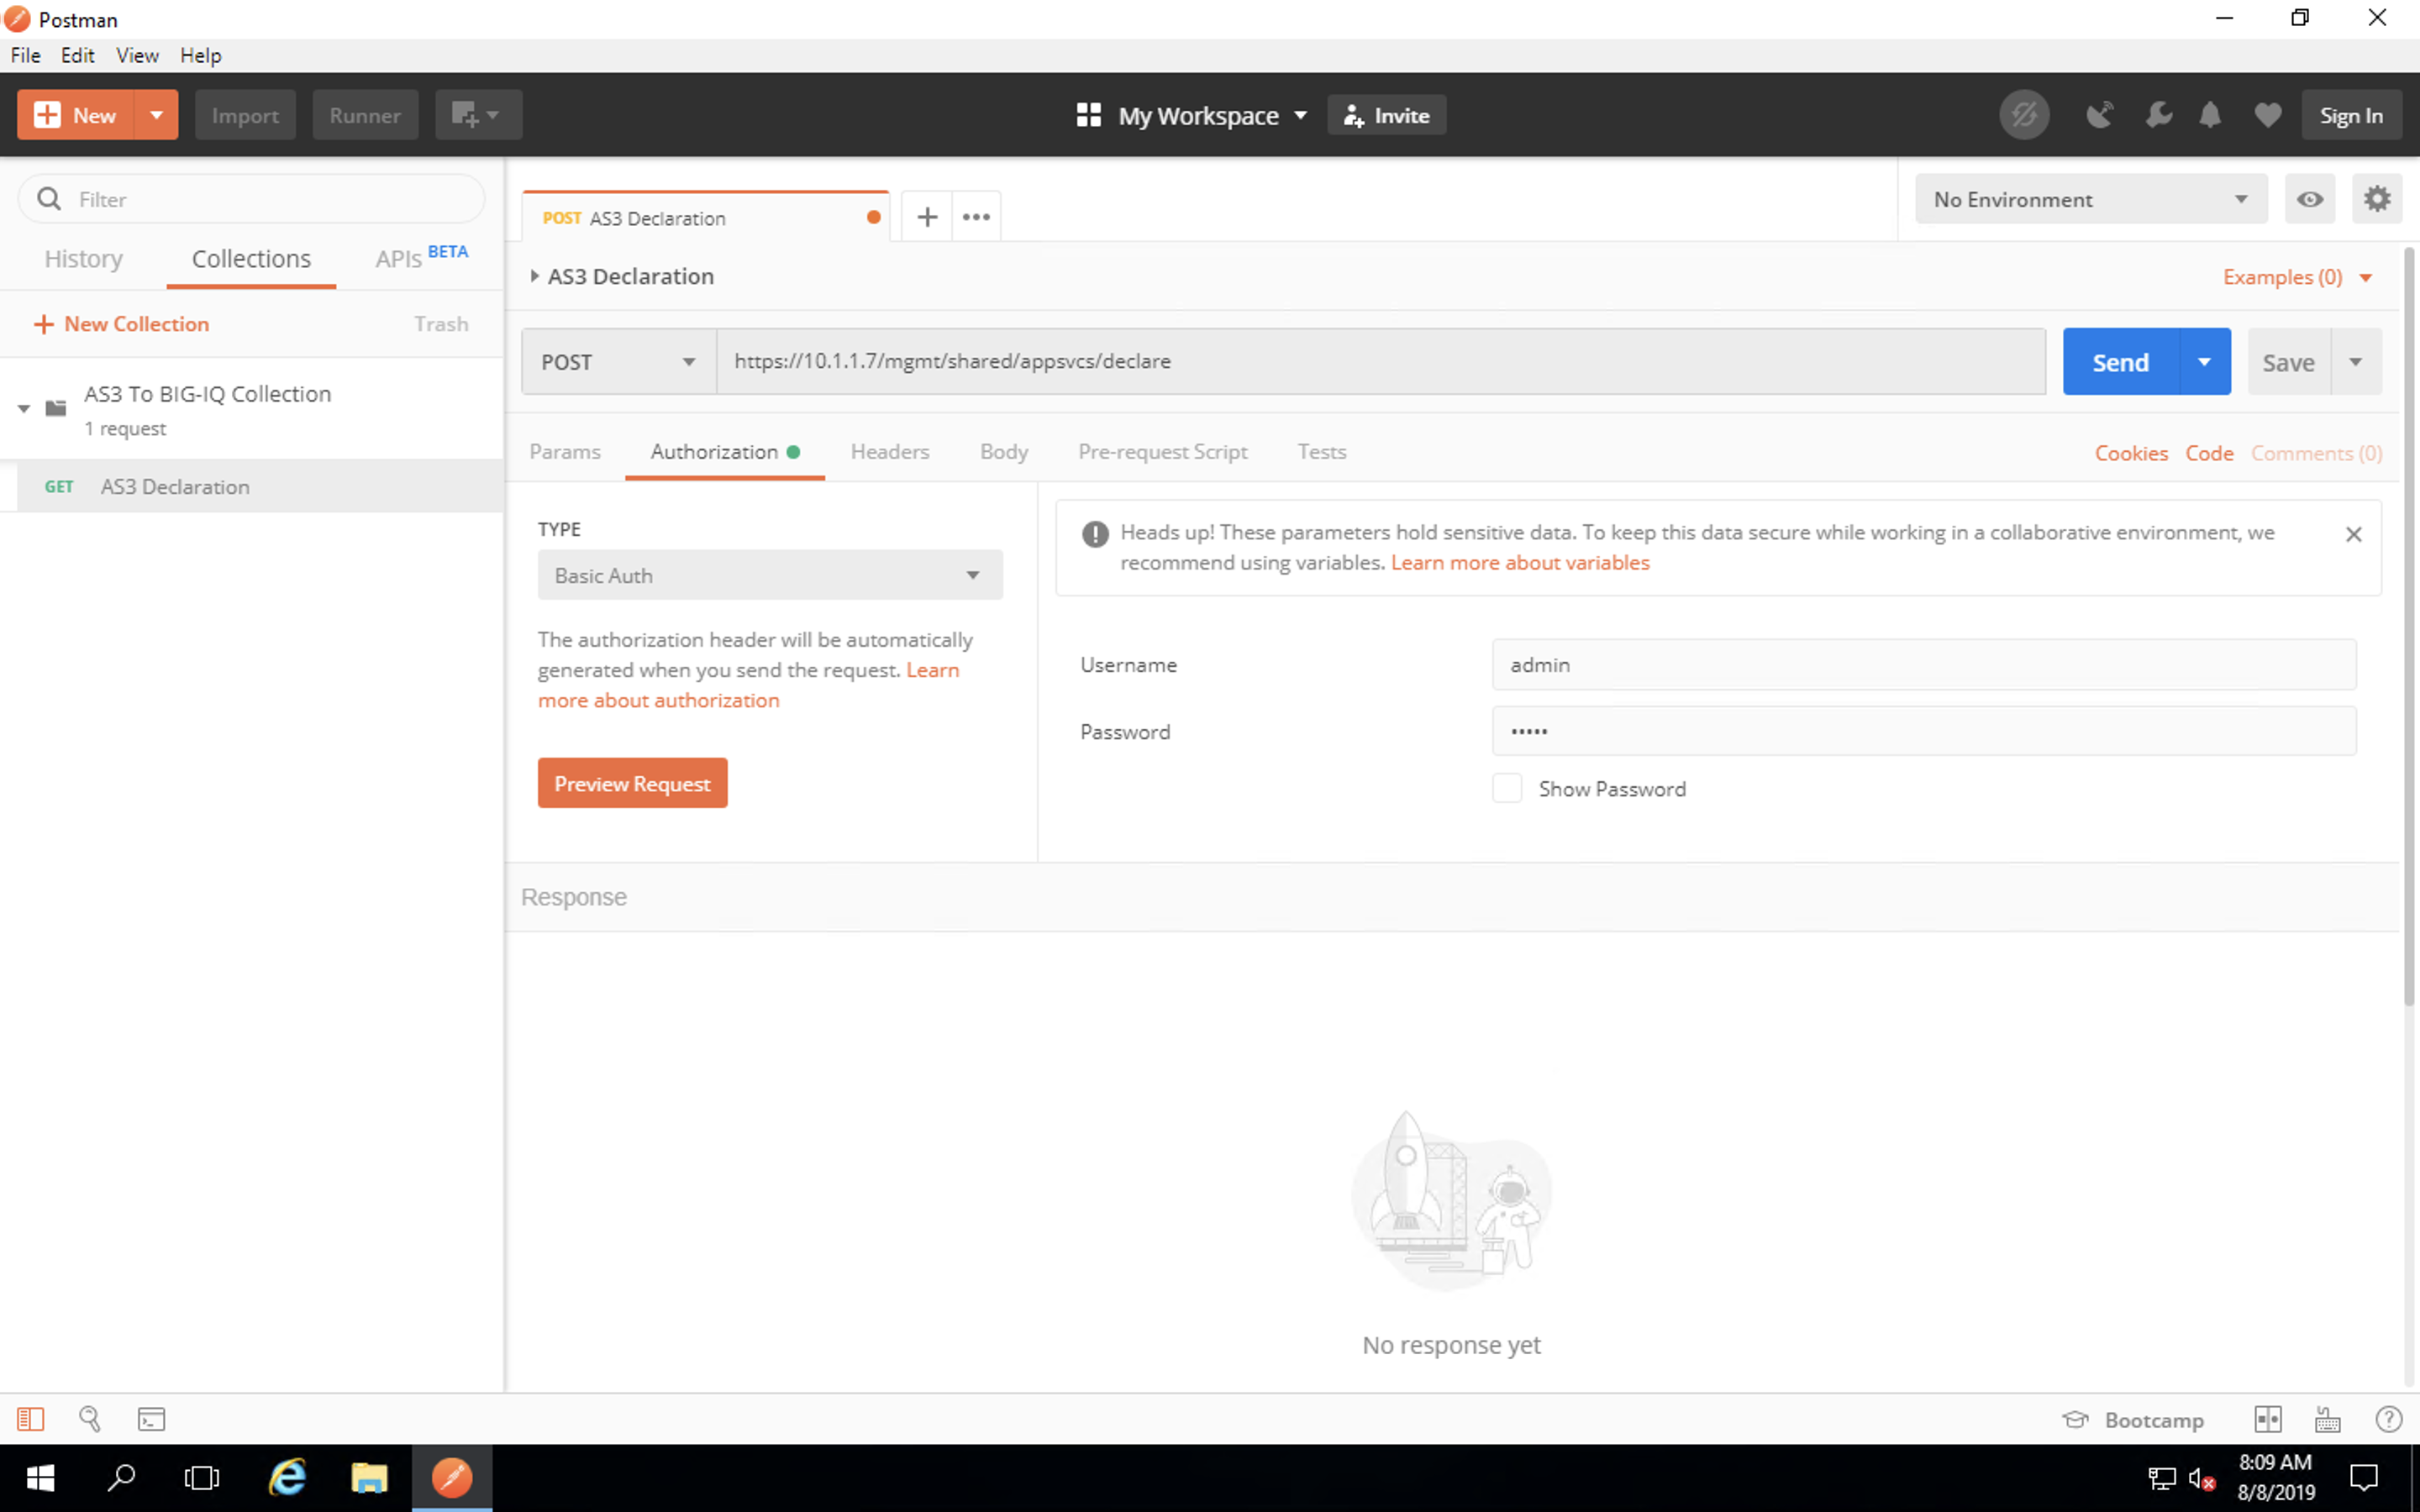 Postman
File Edit View Help
New Import Runner My Workspace Invite Sign In
Filter
History Collections APIs BETA
New Collection Trash
AS3 To BIG-IQ Collection
1 request
GET AS3 Declaration
POST AS3 Declaration
No Environment
AS3 Declaration Examples (0)
POST https://10.1.1.7/mgmt/shared/appsvcs/declare Send Save
Params Authorization Headers Body Pre-request Script Tests Cookies Code Comments (0)
TYPE
Basic Auth
The authorization header will be automatically
generated when you send the request. Learn
more about authorization
Preview Request
Heads up! These parameters hold sensitive data. To keep this data secure while working in a collaborative environment, we
recommend using variables. Learn more about variables
Username admin
Password •••••
Show Password
Response
No response yet
Bootcamp
8:09 AM
8/8/2019